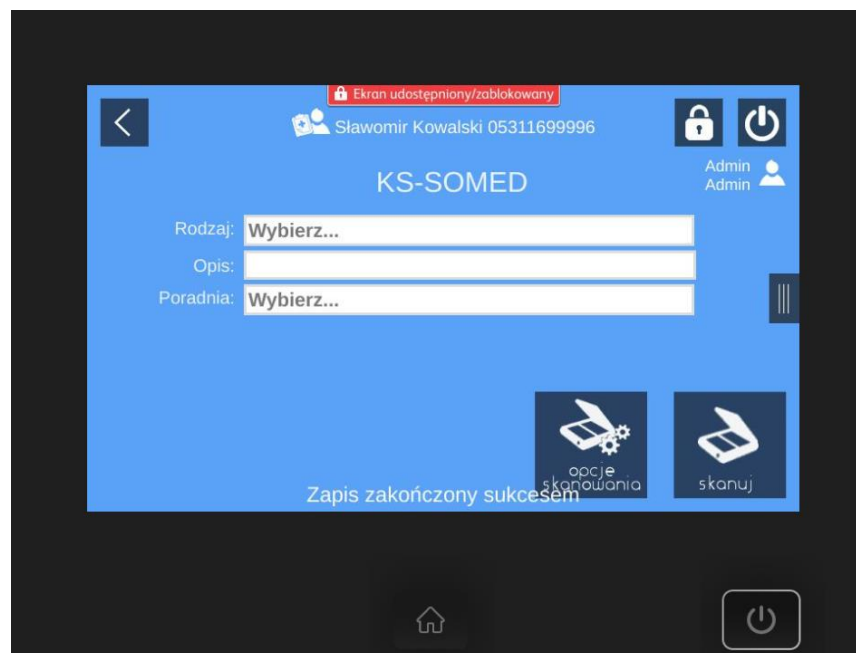 Ekran udostępniony/zablokowany
Sławomir Kowalski 05311699996
Admin
Admin
KS-SOMED
Rodzaj: Wybierz...
Opis:
Poradnia: Wybierz...
opcje
skanowania
skanuj
Zapis zakończony sukcesem